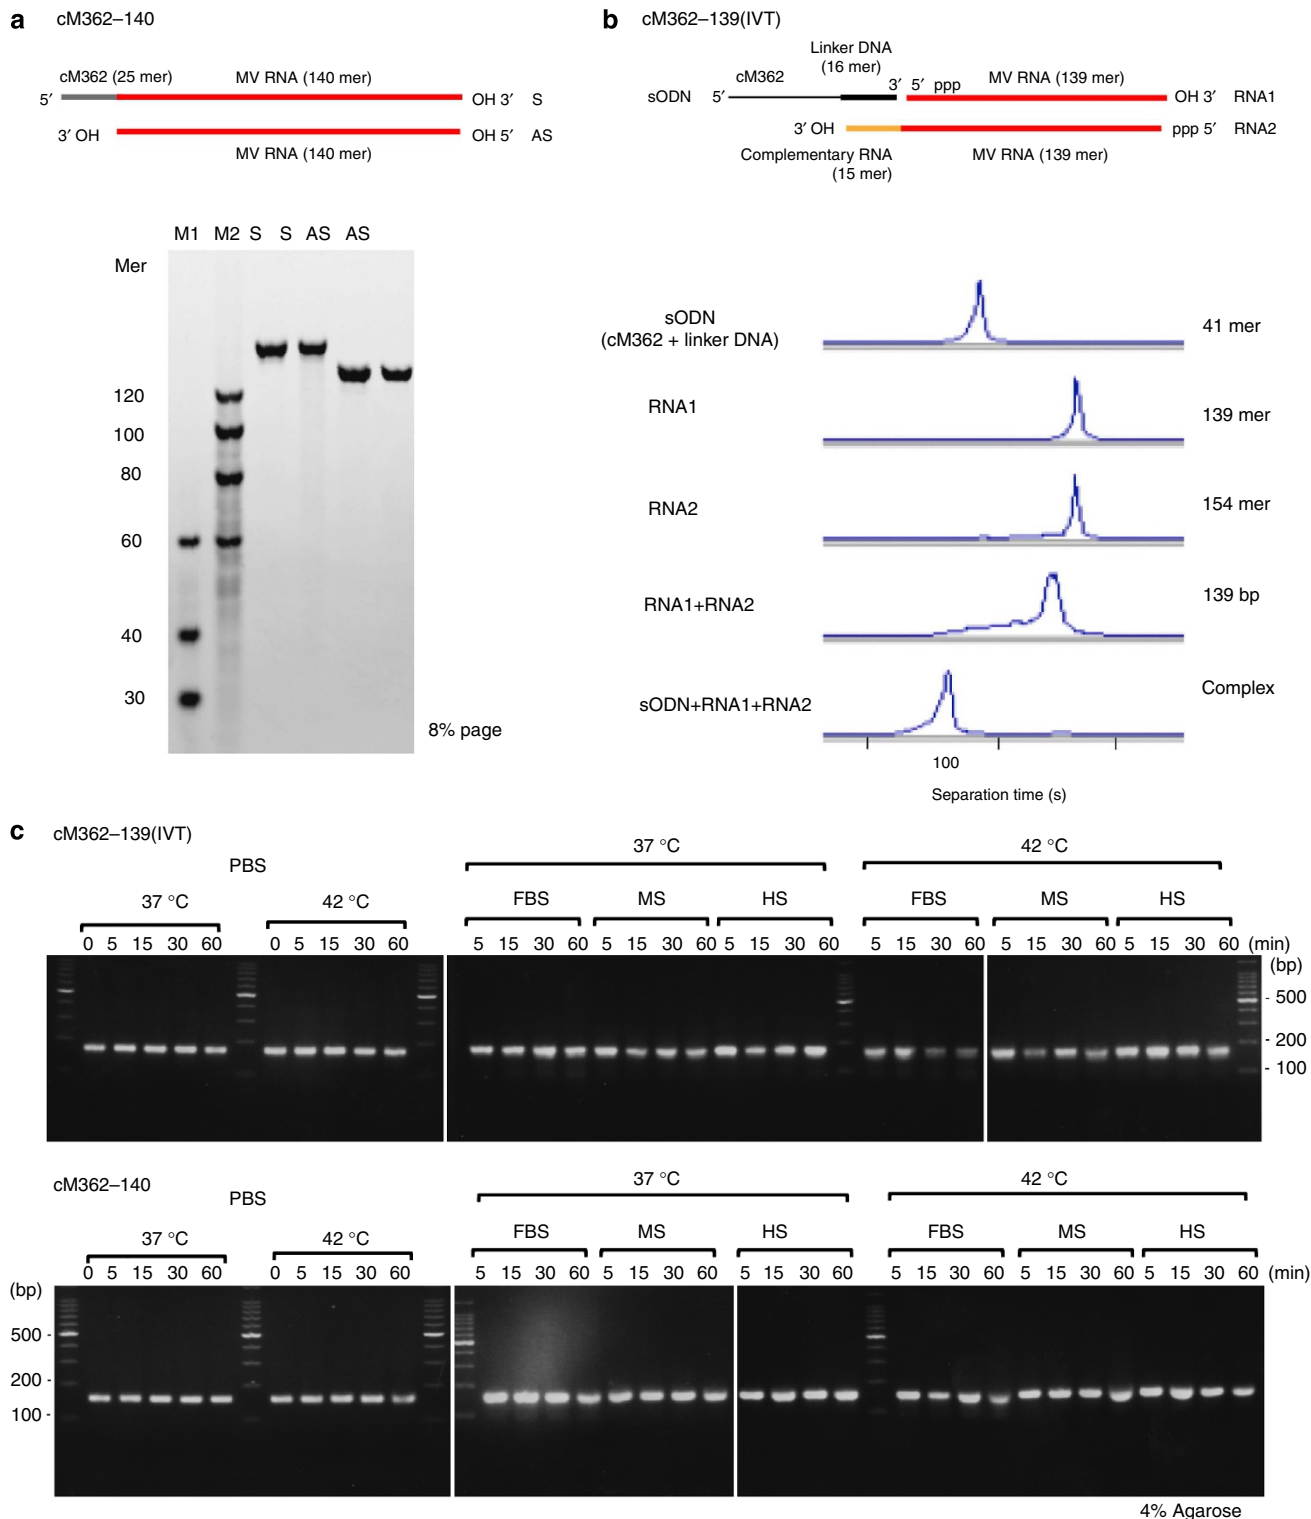 a cM362–140
cM362 (25 mer) MV RNA (140 mer)
5′ OH 3′ S
3′ OH OH 5′ AS
MV RNA (140 mer)
M1 M2 S S AS AS
Mer
120
100
80
60
40
30
8% page
b cM362–139(IVT)
Linker DNA
(16 mer)
cM362 3′ 5′ ppp MV RNA (139 mer)
sODN 5′ OH 3′ RNA1
3′ OH ppp 5′ RNA2
Complementary RNA
(15 mer)
MV RNA (139 mer)
sODN
(cM362 + linker DNA)
41 mer
RNA1
139 mer
RNA2
154 mer
RNA1+RNA2
139 bp
sODN+RNA1+RNA2
Complex
100
Separation time (s)
c cM362–139(IVT)
PBS 37 °C 42 °C
37 °C 42 °C FBS MS HS FBS MS HS
0 5 15 30 60 0 5 15 30 60 5 15 30 60 5 15 30 60 5 15 30 60 5 15 30 60 5 15 30 60 5 15 30 60 (min)
(bp)
- 500
- 200
- 100
cM362–140
PBS 37 °C 42 °C
37 °C 42 °C FBS MS HS FBS MS HS
0 5 15 30 60 0 5 15 30 60 5 15 30 60 5 15 30 60 5 15 30 60 5 15 30 60 5 15 30 60 5 15 30 60 (min)
(bp)
500 -
200 -
100 -
4% Agarose